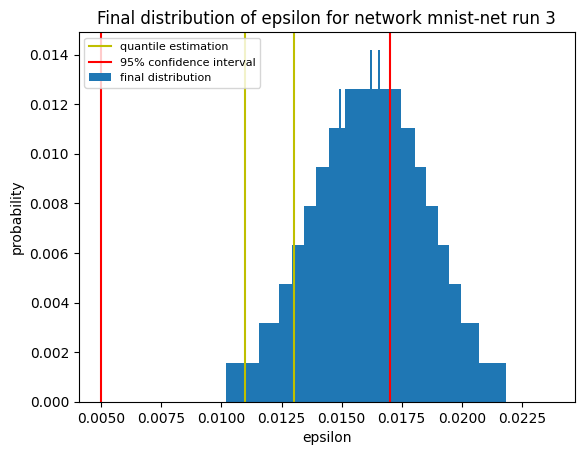 Final distribution of epsilon for network mnist-net run 3
quantile estimation
95% confidence interval
final distribution
probability
0.014
0.012
0.010
0.008
0.006
0.004
0.002
0.000
0.0050 0.0075 0.0100 0.0125 0.0150 0.0175 0.0200 0.0225
epsilon